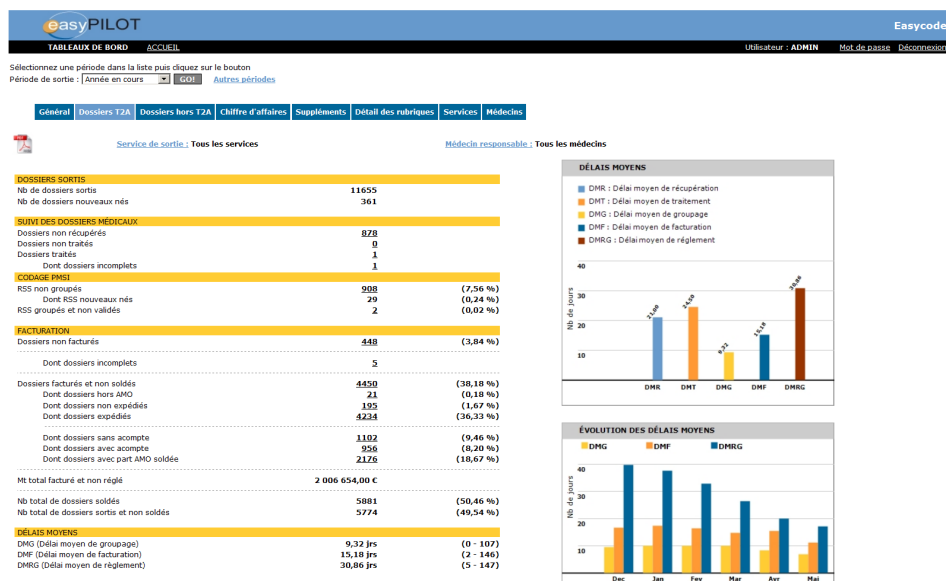 easyPILOT
Easycode
TABLEAUX DE BORD ACCUEIL
Utilisateur : ADMIN Mot de passe Déconnexion
Sélectionnez une période dans la liste puis cliquez sur le bouton
Période de sortie : Année en cours GO! Autres périodes
Général Dossiers T2A Dossiers hors T2A Chiffre d'affaires Suppléments Détail des rubriques Services Médecins
Service de sortie : Tous les services
Médecin responsable : Tous les médecins
DOSSIERS SORTIS
Nb de dossiers sortis 11655
Nb de dossiers nouveaux nés 361
SUIVI DES DOSSIERS MÉDICAUX
Dossiers non récupérés 878
Dossiers non traités 0
Dossiers traités 1
Dont dossiers incomplets 1
CODAGE PMSI
RSS non groupés 908 (7,56 %)
Dont RSS nouveaux nés 29 (0,24 %)
RSS groupés et non validés 2 (0,02 %)
FACTURATION
Dossiers non facturés 448 (3,84 %)
Dont dossiers incomplets 5
Dossiers facturés et non soldés 4450 (38,18 %)
Dont dossiers hors AMO 21 (0,18 %)
Dont dossiers non expédiés 195 (1,67 %)
Dont dossiers expédiés 4234 (36,33 %)
Dont dossiers sans acompte 1102 (9,46 %)
Dont dossiers avec acompte 956 (8,20 %)
Dont dossiers avec part AMO soldée 2176 (18,67 %)
Mt total facturé et non réglé 2 006 654,00 €
Nb total de dossiers soldés 5881 (50,46 %)
Nb total de dossiers sortis et non soldés 5774 (49,54 %)
DÉLAIS MOYENS
DMG (Délai moyen de groupage) 9,32 jrs (0 - 107)
DMF (Délai moyen de facturation) 15,18 jrs (2 - 146)
DMRG (Délai moyen de règlement) 30,86 jrs (5 - 147)
DÉLAIS MOYENS
DMR : Délai moyen de récupération
DMT : Délai moyen de traitement
DMG : Délai moyen de groupage
DMF : Délai moyen de facturation
DMRG : Délai moyen de réglement
Nb de jours
40
30
20
10
21,00
24,50
9,32
15,18
30,86
DMR DMT DMG DMF DMRG
ÉVOLUTION DES DÉLAIS MOYENS
DMG DMF DMRG
Nb de jours
40
30
20
10
Dec Jan Fev Mar Avr Mai